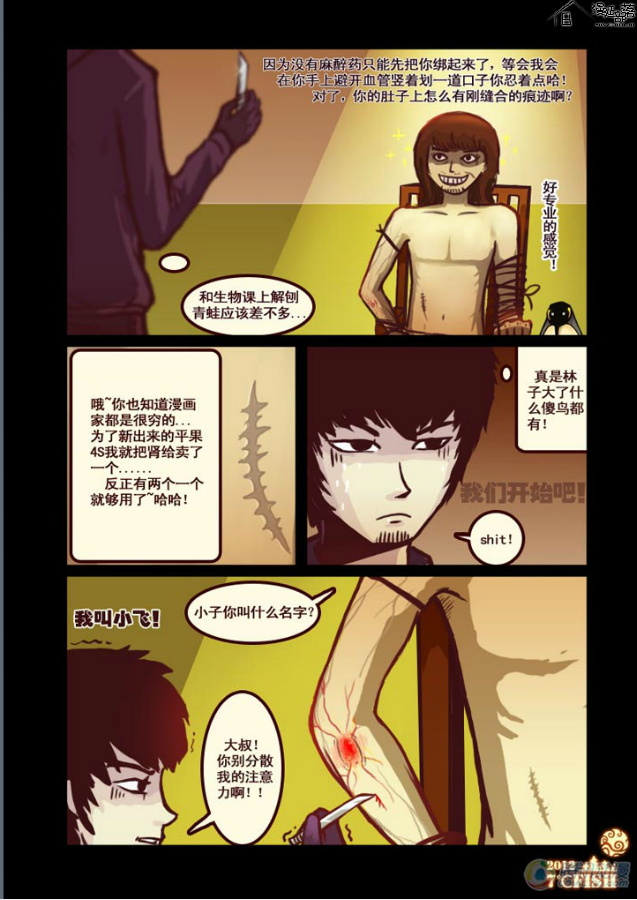 漫画部落
因为没有麻醉药只能先把你绑起来了，等会我会
在你手上避开血管竖着划一道口子你忍着点哈！
对了，你的肚子上怎么有刚缝合的痕迹啊？
好专业的感觉！
和生物课上解刨
青蛙应该差不多...
哦~你也知道漫画
家都是很穷的...
为了新出来的平果
4S我就把肾给卖了
一个......
反正有两个一个
就够用了~哈哈！
真是林
子大了什
么傻鸟都
有！
我们开始吧！
shit！
我叫小飞！
小子你叫什么名字？
大叔！
你别分散
我的注意
力啊！！
2012
7℃FISH